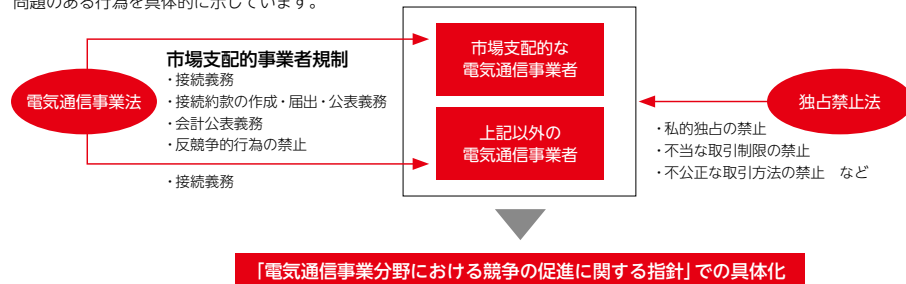 問題のある行為を具体的に示しています。
電気通信事業法
市場支配的事業者規制
・接続義務
・接続約款の作成・届出・公表義務
・会計公表義務
・反競争的行為の禁止
・接続義務
市場支配的な
電気通信事業者
上記以外の
電気通信事業者
独占禁止法
・私的独占の禁止
・不当な取引制限の禁止
・不公正な取引方法の禁止　など
「電気通信事業分野における競争の促進に関する指針」での具体化